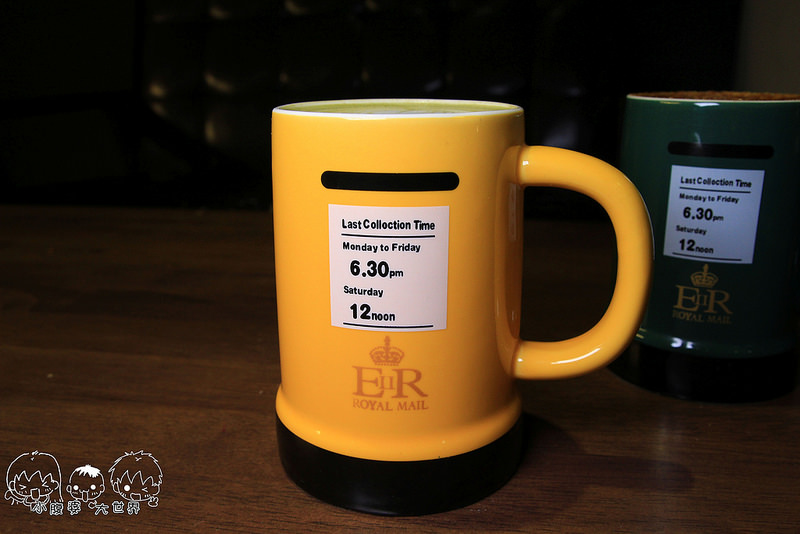 Last Colloction Time
Monday to Friday
6.30pm
Saturday
12noon
EIIR
ROYAL MAIL
Last Collection Time
Monday to Friday
6.30pm
Saturday
12noon
EIIR
ROYAL MAIL
小腹婆 大世界